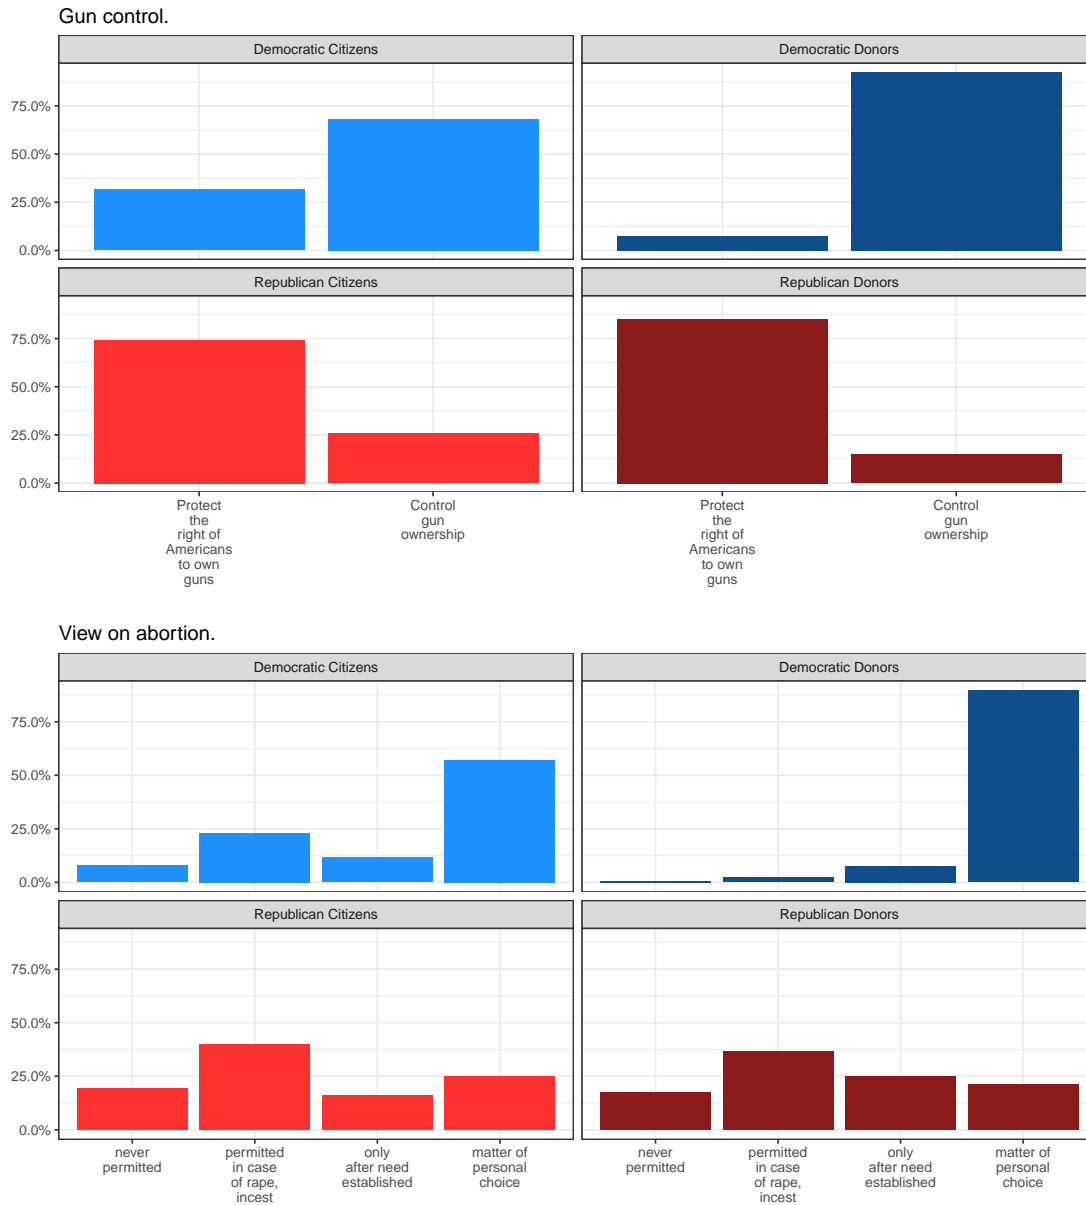 Gun control.
Democratic Citizens
Democratic Donors
75.0%
50.0%
25.0%
0.0%
Republican Citizens
Republican Donors
75.0%
50.0%
25.0%
0.0%
Protect
the
right of
Americans
to own
guns
Control
gun
ownership
Protect
the
right of
Americans
to own
guns
Control
gun
ownership
View on abortion.
Democratic Citizens
Democratic Donors
75.0%
50.0%
25.0%
0.0%
Republican Citizens
Republican Donors
75.0%
50.0%
25.0%
0.0%
never
permitted
permitted
in case
of rape,
incest
only
after need
established
matter of
personal
choice
never
permitted
permitted
in case
of rape,
incest
only
after need
established
matter of
personal
choice